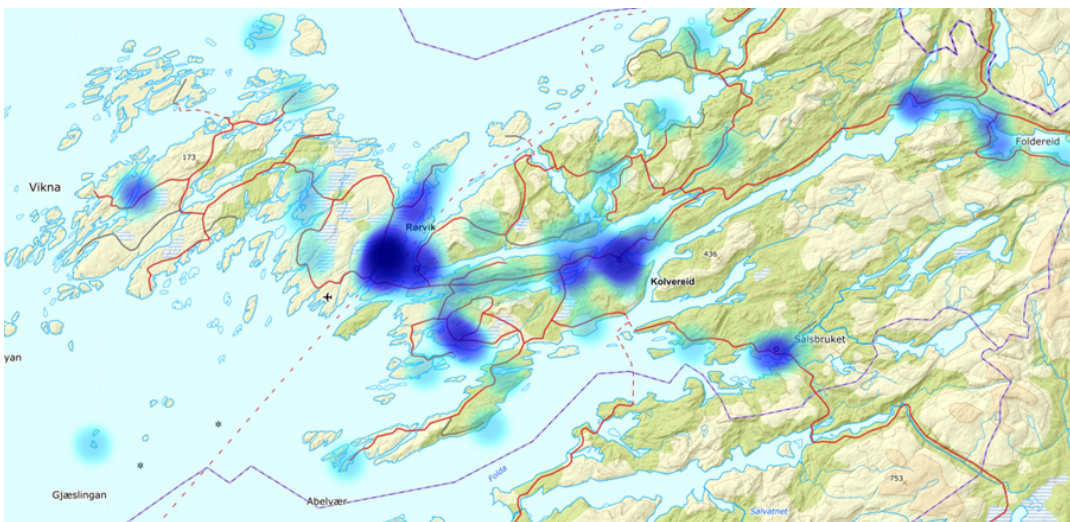 173
Foldereid
Vikna
Rørvik
436
Kolvereid
Salsbruket
yan
Folda
753
Gjæslingan
Abelvær
Salvatnet